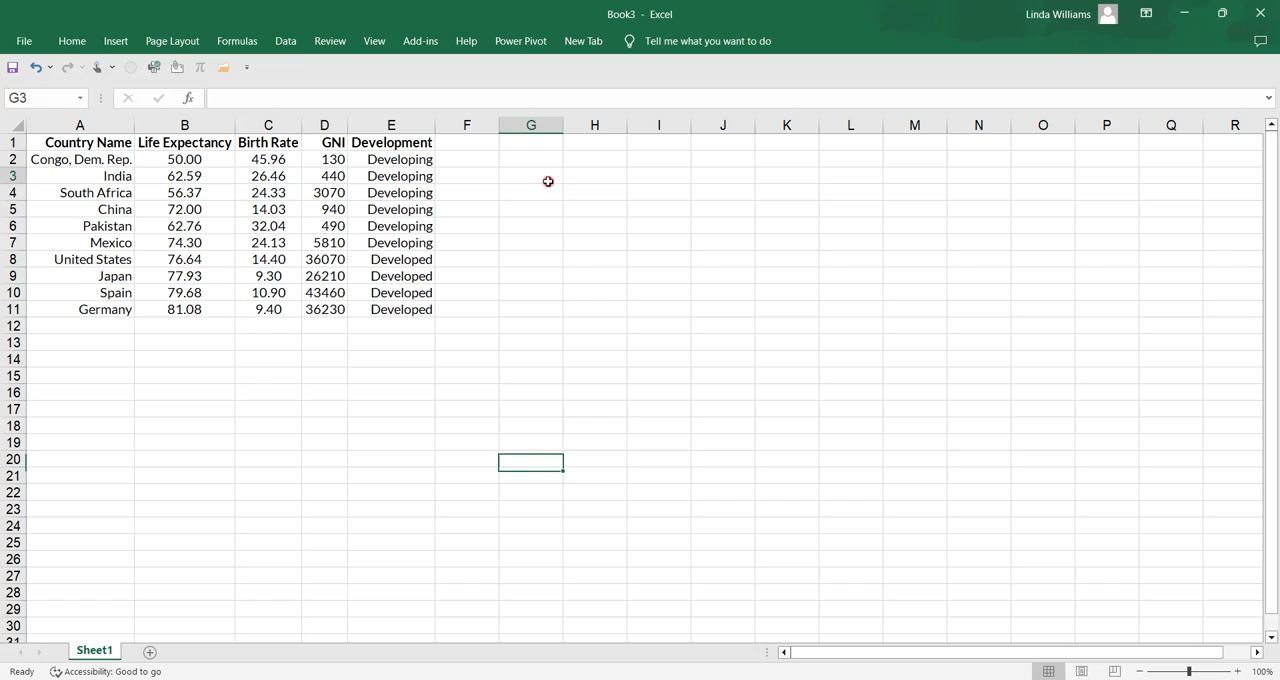 Book3 - Excel
Linda Williams
File Home Insert Page Layout Formulas Data Review View Add-ins Help Power Pivot New Tab Tell me what you want to do
G3
fx
A B C D E F G H I J K L M N O P Q R
1 Country Name Life Expectancy Birth Rate GNI Development
2 Congo, Dem. Rep. 50.00 45.96 130 Developing
3 India 62.59 26.46 440 Developing
4 South Africa 56.37 24.33 3070 Developing
5 China 72.00 14.03 940 Developing
6 Pakistan 62.76 32.04 490 Developing
7 Mexico 74.30 24.13 5810 Developing
8 United States 76.64 14.40 36070 Developed
9 Japan 77.93 9.30 26210 Developed
10 Spain 79.68 10.90 43460 Developed
11 Germany 81.08 9.40 36230 Developed
12
13
14
15
16
17
18
19
20
21
22
23
24
25
26
27
28
29
30
31
Sheet1
Ready Accessibility: Good to go 100%